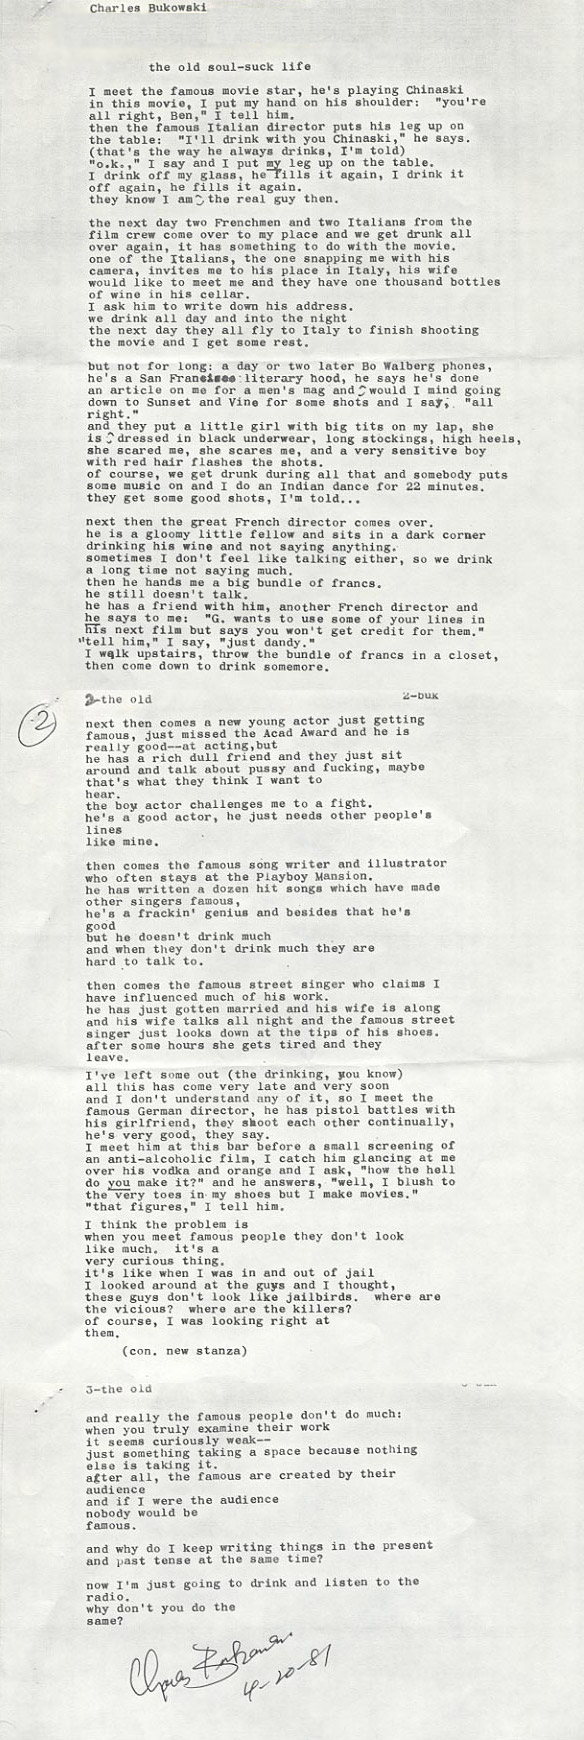 Charles Bukowski
the old soul-suck life
I meet the famous movie star, he's playing Chinaski
in this movie, I put my hand on his shoulder: "you're
all right, Ben," I tell him.
then the famous Italian director puts his leg up on
the table: "I'll drink with you Chinaski," he says.
(that's the way he always drinks, I'm told)
"o.k.," I say and I put my leg up on the table.
I drink off my glass, he fills it again, I drink it
off again, he fills it again.
they know I am the real guy then.
the next day two Frenchmen and two Italians from the
film crew come over to my place and we get drunk all
over again, it has something to do with the movie.
one of the Italians, the one snapping me with his
camera, invites me to his place in Italy, his wife
would like to meet me and they have one thousand bottles
of wine in his cellar.
I ask him to write down his address.
we drink all day and into the night
the next day they all fly to Italy to finish shooting
the movie and I get some rest.
but not for long: a day or two later Bo Walberg phones,
he's a San Francisco literary hood, he says he's done
an article on me for a men's mag and would I mind going
down to Sunset and Vine for some shots and I say, "all
right."
and they put a little girl with big tits on my lap, she
is dressed in black underwear, long stockings, high heels,
she scared me, she scares me, and a very sensitive boy
with red hair flashes the shots.
of course, we get drunk during all that and somebody puts
some music on and I do an Indian dance for 22 minutes.
they get some good shots, I'm told...
next then the great French director comes over.
he is a gloomy little fellow and sits in a dark corner
drinking his wine and not saying anything.
sometimes I don't feel like talking either, so we drink
a long time not saying much.
then he hands me a big bundle of francs.
he still doesn't talk.
he has a friend with him, another French director and
he says to me: "G. wants to use some of your lines in
his next film but says you won't get credit for them."
"tell him," I say, "just dandy."
I walk upstairs, throw the bundle of francs in a closet,
then come down to drink somemore.
2-the old 2-buk
2
next then comes a new young actor just getting
famous, just missed the Acad Award and he is
really good--at acting,but
he has a rich dull friend and they just sit
around and talk about pussy and fucking, maybe
that's what they think I want to
hear.
the boy actor challenges me to a fight.
he's a good actor, he just needs other people's
lines
like mine.
then comes the famous song writer and illustrator
who often stays at the Playboy Mansion.
he has written a dozen hit songs which have made
other singers famous,
he's a frackin' genius and besides that he's
good
but he doesn't drink much
and when they don't drink much they are
hard to talk to.
then comes the famous street singer who claims I
have influenced much of his work.
he has just gotten married and his wife is along
and his wife talks all night and the famous street
singer just looks down at the tips of his shoes.
after some hours she gets tired and they
leave.
I've left some out (the drinking, you know)
all this has come very late and very soon
and I don't understand any of it, so I meet the
famous German director, he has pistol battles with
his girlfriend, they shoot each other continually,
he's very good, they say.
I meet him at this bar before a small screening of
an anti-alcoholic film, I catch him glancing at me
over his vodka and orange and I ask, "how the hell
do you make it?" and he answers, "well, I blush to
the very toes in my shoes but I make movies."
"that figures," I tell him.
I think the problem is
when you meet famous people they don't look
like much. it's a
very curious thing.
it's like when I was in and out of jail
I looked around at the guys and I thought,
these guys don't look like jailbirds. where are
the vicious? where are the killers?
of course, I was looking right at
them.
(con. new stanza)
3-the old
and really the famous people don't do much:
when you truly examine their work
it seems curiously weak--
just something taking a space because nothing
else is taking it.
after all, the famous are created by their
audience
and if I were the audience
nobody would be
famous.
and why do I keep writing things in the present
and past tense at the same time?
now I'm just going to drink and listen to the
radio.
why don't you do the
same?
Charles Bukowski
4-20-81